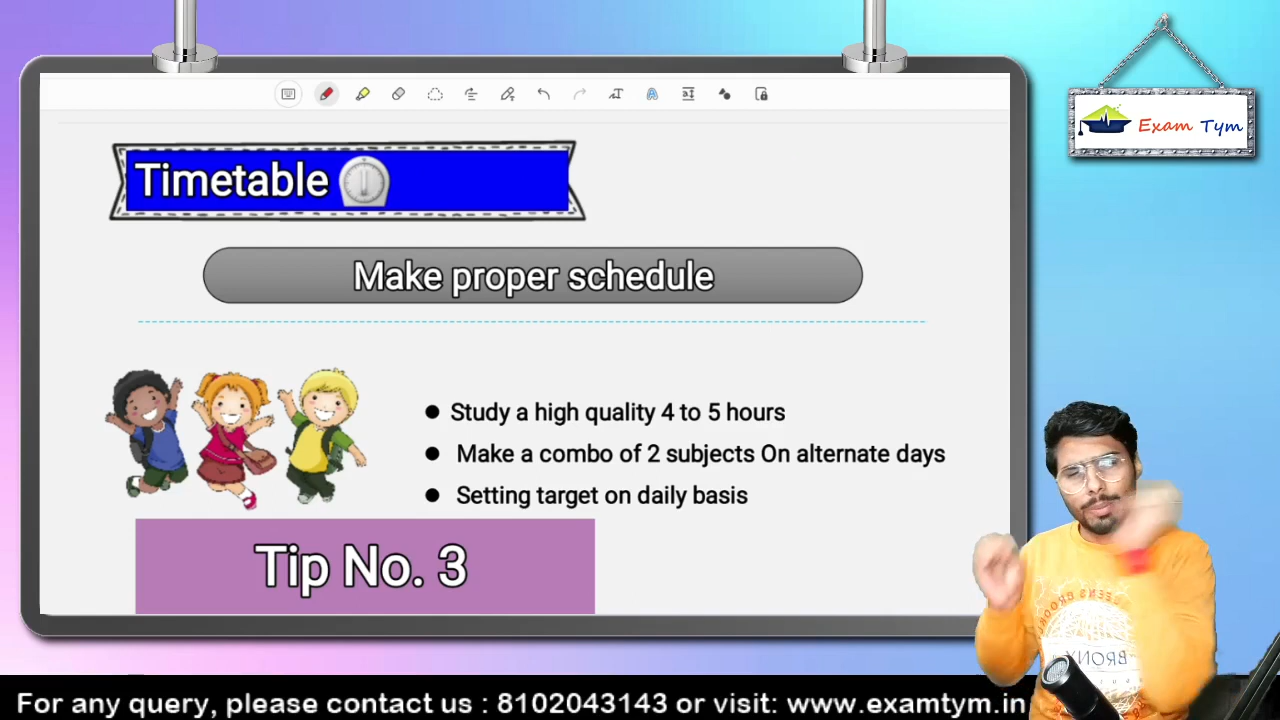 Exam Tym
Timetable
Make proper schedule
Study a high quality 4 to 5 hours
Make a combo of 2 subjects On alternate days
Setting target on daily basis
Tip No. 3
BRONX
For any query, please contact us : 8102043143 or visit: www.examtym.in